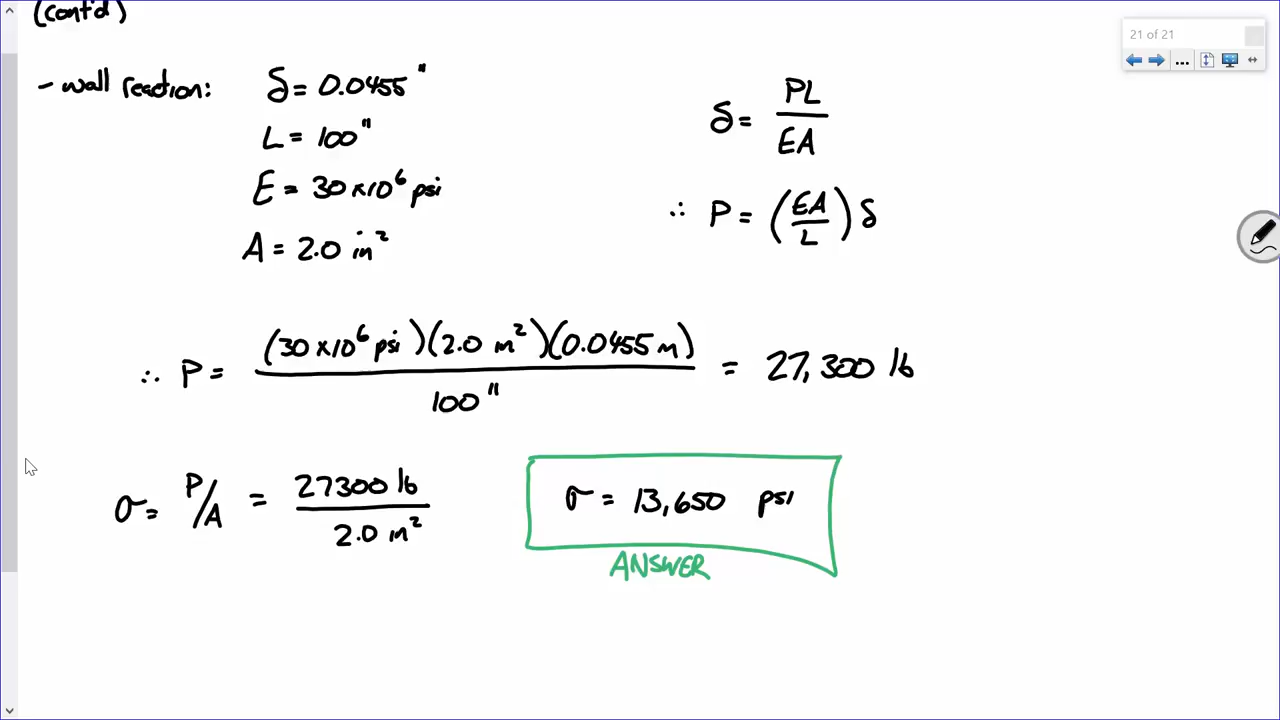 (cont'd)
21 of 21
...
- wall reaction: δ = 0.0455"
L = 100"
E = 30×10⁶ psi
A = 2.0 in²
δ = PL / EA
∴ P = (EA / L) δ
∴ P = (30×10⁶ psi)(2.0 in²)(0.0455 in) / 100" = 27,300 lb
σ = P/A = 27300 lb / 2.0 in²
σ = 13,650 psi
ANSWER